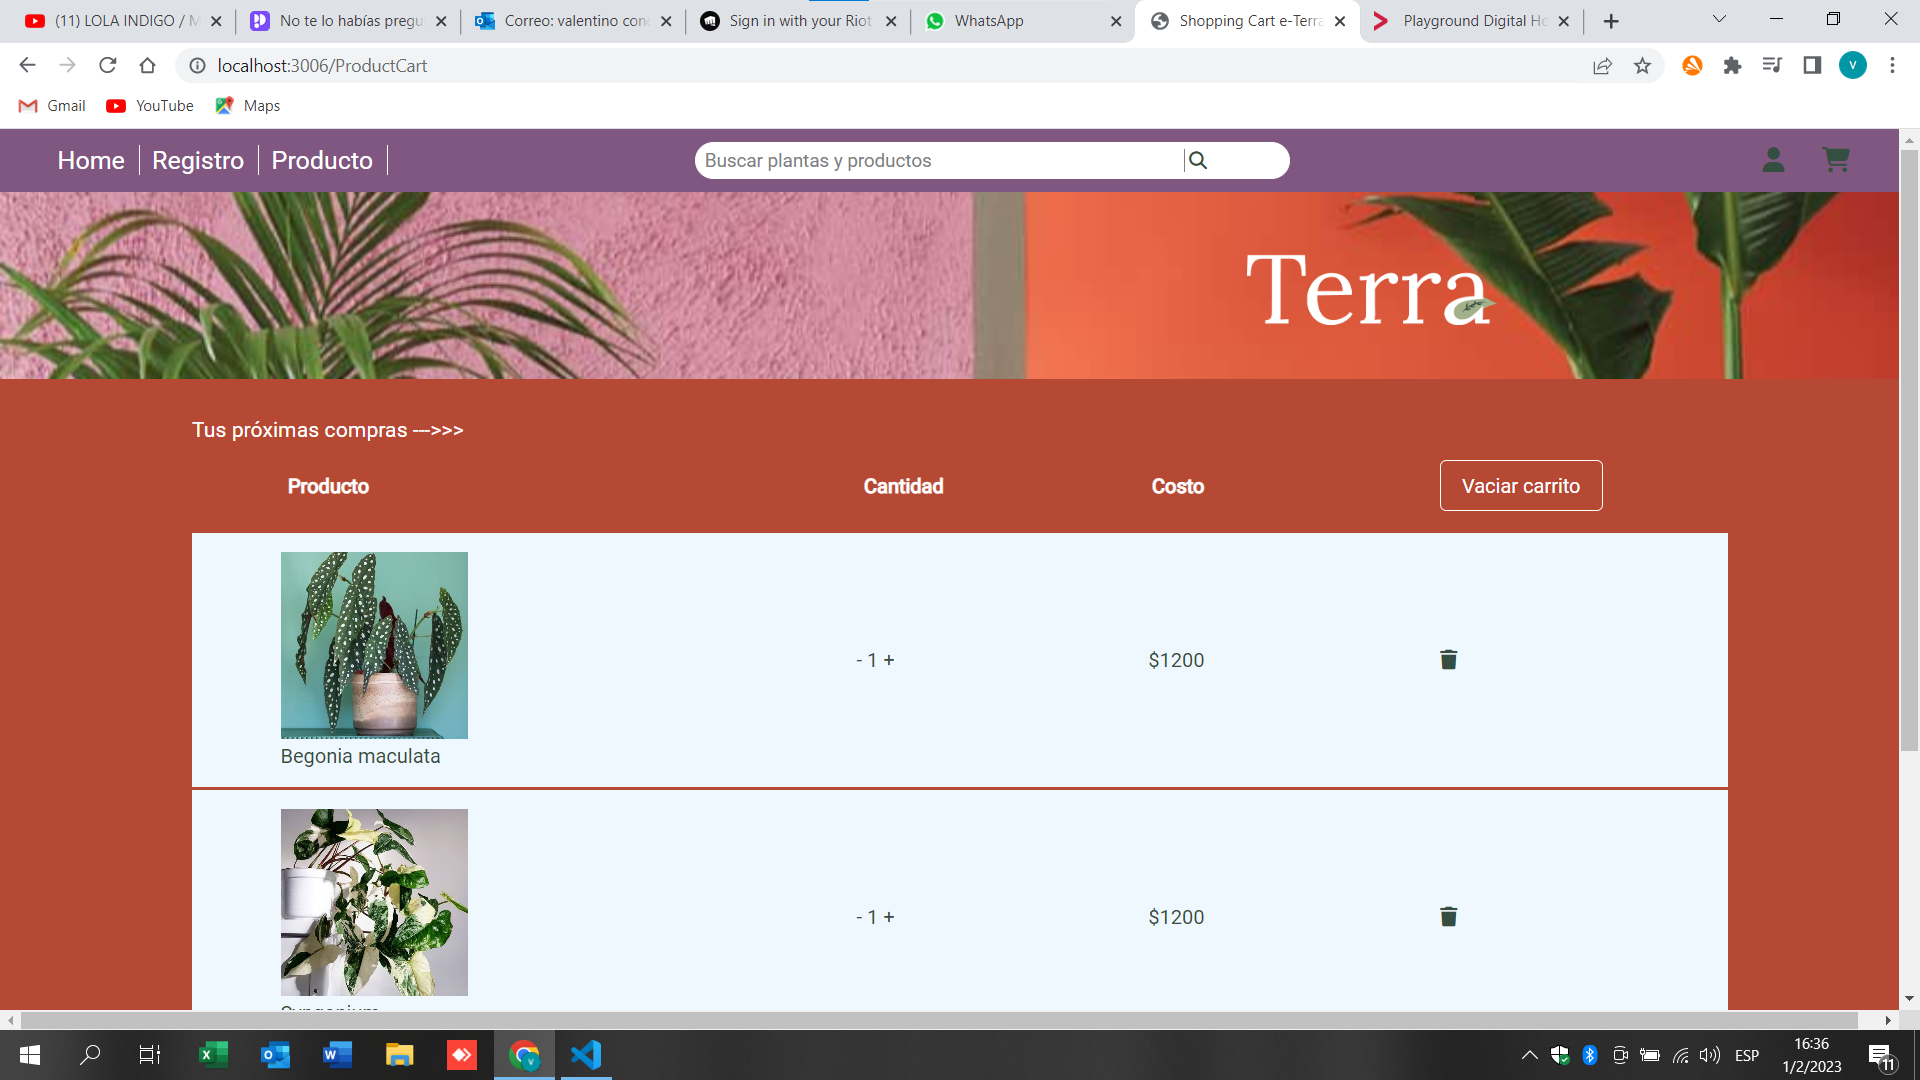 (11) LOLA INDIGO / M
No te lo habías pregu
Correo: valentino con
Sign in with your Riot
WhatsApp
Shopping Cart e-Terra
Playground Digital Ho
localhost:3006/ProductCart
V
Gmail
YouTube
Maps
Home
Registro
Producto
Buscar plantas y productos
Terra
Tus próximas compras --->>>
Producto
Cantidad
Costo
Vaciar carrito
- 1 +
$1200
Begonia maculata
- 1 +
$1200
ESP
16:36
1/2/2023
11